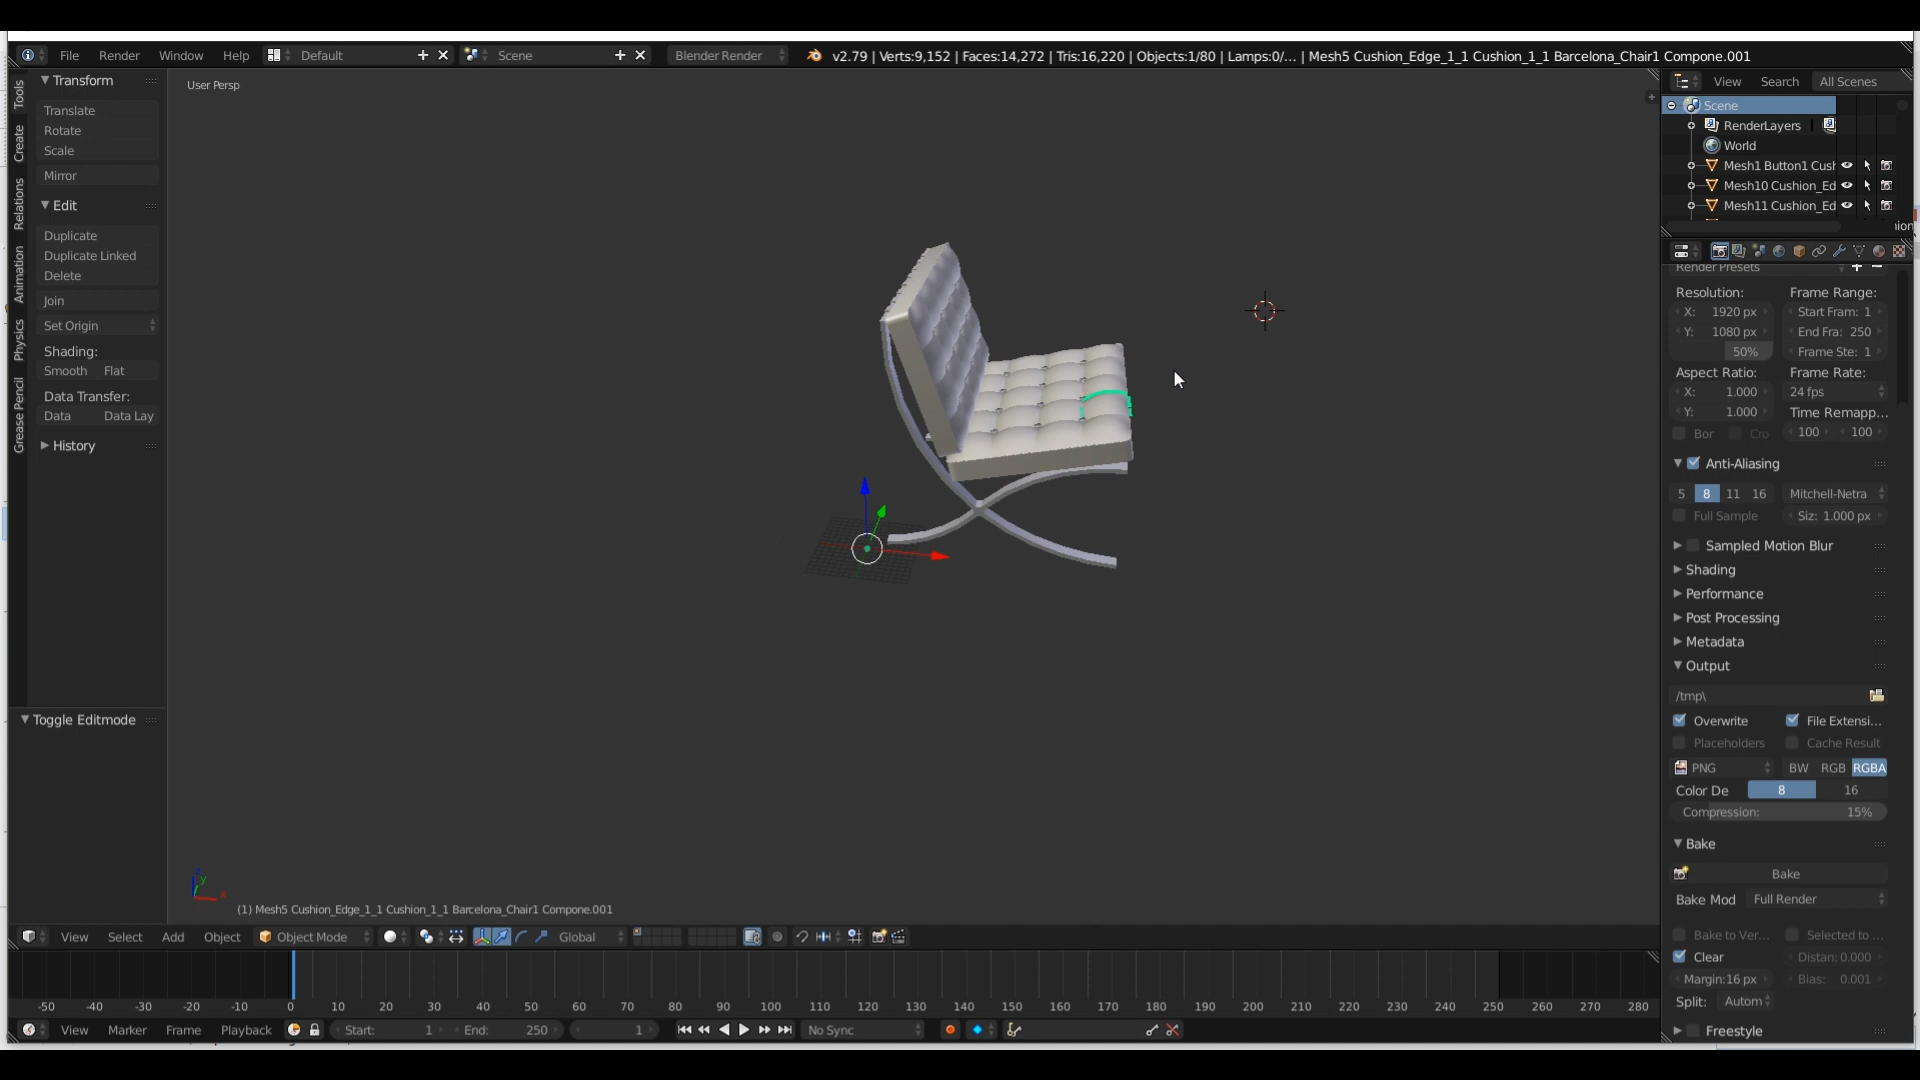 File Render Window Help Default Scene Blender Render v2.79 | Verts:9,152 | Faces:14,272 | Tris:16,220 | Objects:1/80 | Lamps:0/... | Mesh5 Cushion_Edge_1_1 Cushion_1_1 Barcelona_Chair1 Compone.001
Tools
Create
Relations
Animation
Physics
Grease Pencil
Transform
Translate
Rotate
Scale
Mirror
Edit
Duplicate
Duplicate Linked
Delete
Join
Set Origin
Shading:
Smooth Flat
Data Transfer:
Data Data Lay
History
Toggle Editmode
User Persp
(1) Mesh5 Cushion_Edge_1_1 Cushion_1_1 Barcelona_Chair1 Compone.001
View Select Add Object Object Mode Global
-50 -40 -30 -20 -10 0 10 20 30 40 50 60 70 80 90 100 110 120 130 140 150 160 170 180 190 200 210 220 230 240 250 260 270 280
View Marker Frame Playback Start: 1 End: 250 1 No Sync
View Search All Scenes
Scene
RenderLayers
World
Mesh1 Button1 Cush
Mesh10 Cushion_Ed
Mesh11 Cushion_Ed
Render Presets
Resolution: Frame Range:
X: 1920 px Start Fram: 1
Y: 1080 px End Fra: 250
50% Frame Ste: 1
Aspect Ratio: Frame Rate:
X: 1.000 24 fps
Y: 1.000 Time Remapp...
Bor Cro 100 100
Anti-Aliasing
5 8 11 16 Mitchell-Netra
Full Sample Siz: 1.000 px
Sampled Motion Blur
Shading
Performance
Post Processing
Metadata
Output
/tmp\
Overwrite File Extensi...
Placeholders Cache Result
PNG BW RGB RGBA
Color De 8 16
Compression: 15%
Bake
Bake
Bake Mod Full Render
Bake to Ver... Selected to ...
Clear Distan: 0.000
Margin:16 px Bias: 0.001
Split: Autom
Freestyle